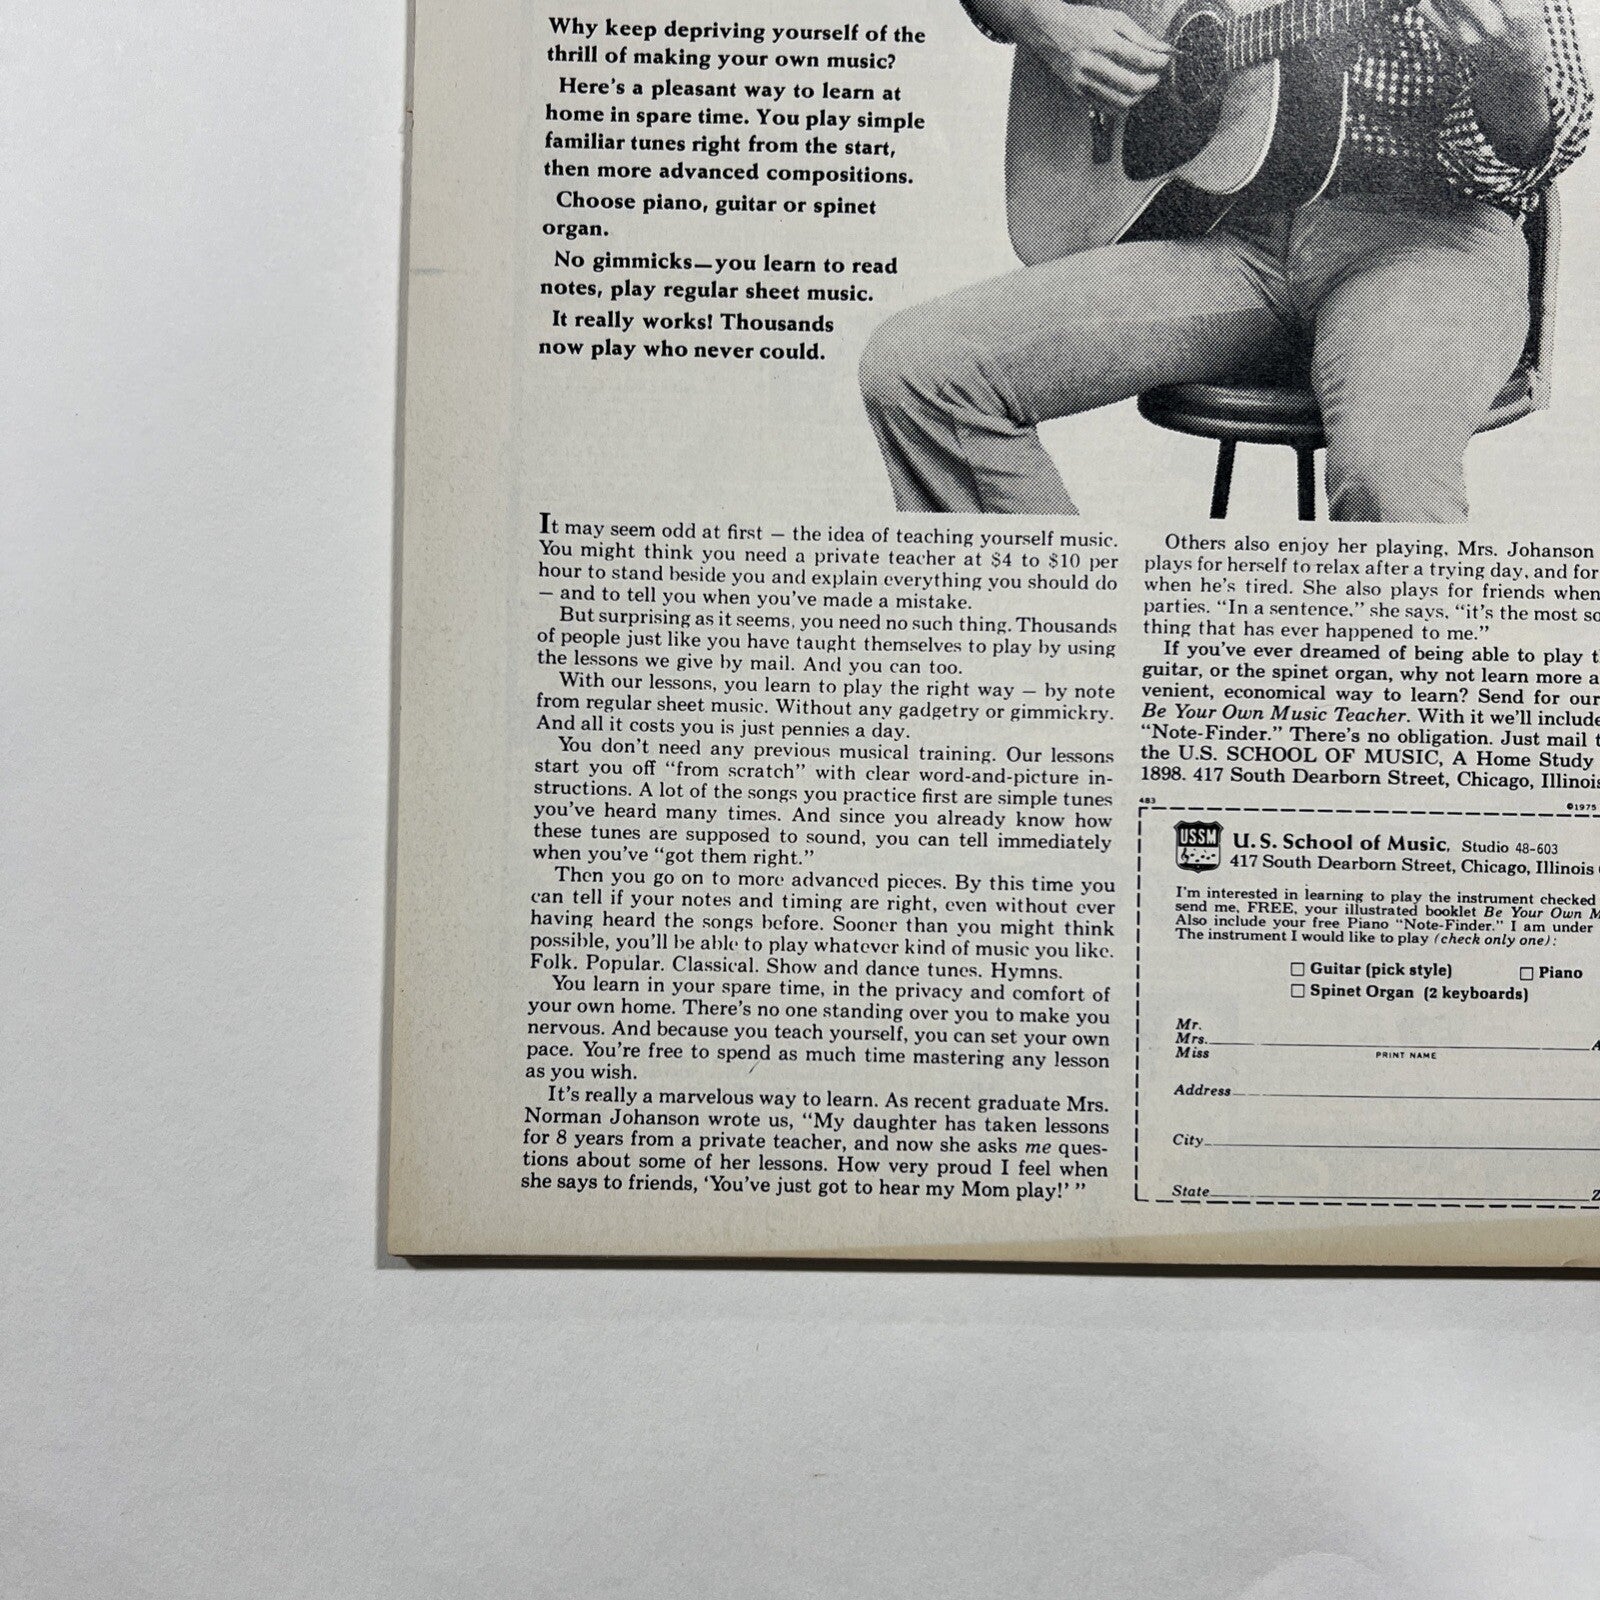 Why keep depriving yourself of the
thrill of making your own music?
Here's a pleasant way to learn at
home in spare time. You play simple
familiar tunes right from the start,
then more advanced compositions.
Choose piano, guitar or spinet
organ.
No gimmicks—you learn to read
notes, play regular sheet music.
It really works! Thousands
now play who never could.
It may seem odd at first — the idea of teaching yourself music.
You might think you need a private teacher at $4 to $10 per
hour to stand beside you and explain everything you should do
— and to tell you when you've made a mistake.
But surprising as it seems, you need no such thing. Thousands
of people just like you have taught themselves to play by using
the lessons we give by mail. And you can too.
With our lessons, you learn to play the right way — by note
from regular sheet music. Without any gadgetry or gimmickry.
And all it costs you is just pennies a day.
You don't need any previous musical training. Our lessons
start you off "from scratch" with clear word-and-picture in-
structions. A lot of the songs you practice first are simple tunes
you've heard many times. And since you already know how
these tunes are supposed to sound, you can tell immediately
when you've "got them right."
Then you go on to more advanced pieces. By this time you
can tell if your notes and timing are right, even without ever
having heard the songs before. Sooner than you might think
possible, you'll be able to play whatever kind of music you like.
Folk. Popular. Classical. Show and dance tunes. Hymns.
You learn in your spare time, in the privacy and comfort of
your own home. There's no one standing over you to make you
nervous. And because you teach yourself, you can set your own
pace. You're free to spend as much time mastering any lesson
as you wish.
It's really a marvelous way to learn. As recent graduate Mrs.
Norman Johanson wrote us, "My daughter has taken lessons
for 8 years from a private teacher, and now she asks me ques-
tions about some of her lessons. How very proud I feel when
she says to friends, 'You've just got to hear my Mom play!' "
Others also enjoy her playing. Mrs. Johanson
plays for herself to relax after a trying day, and for
when he's tired. She also plays for friends when
parties. "In a sentence," she says, "it's the most
thing that has ever happened to me."
If you've ever dreamed of being able to play
guitar, or the spinet organ, why not learn more
venient, economical way to learn? Send for our
Be Your Own Music Teacher. With it we'll include
"Note-Finder." There's no obligation. Just mail
the U.S. SCHOOL OF MUSIC, A Home Study
1898. 417 South Dearborn Street, Chicago, Illinois
483
©1975
USSM
U.S. School of Music, Studio 48-603
417 South Dearborn Street, Chicago, Illinois
I'm interested in learning to play the instrument checked
send me, FREE, your illustrated booklet Be Your Own
Also include your free Piano "Note-Finder." I am under
The instrument I would like to play (check only one):
Guitar (pick style) Piano
Spinet Organ (2 keyboards)
Mr.
Mrs.
Miss
PRINT NAME
Address
City
State